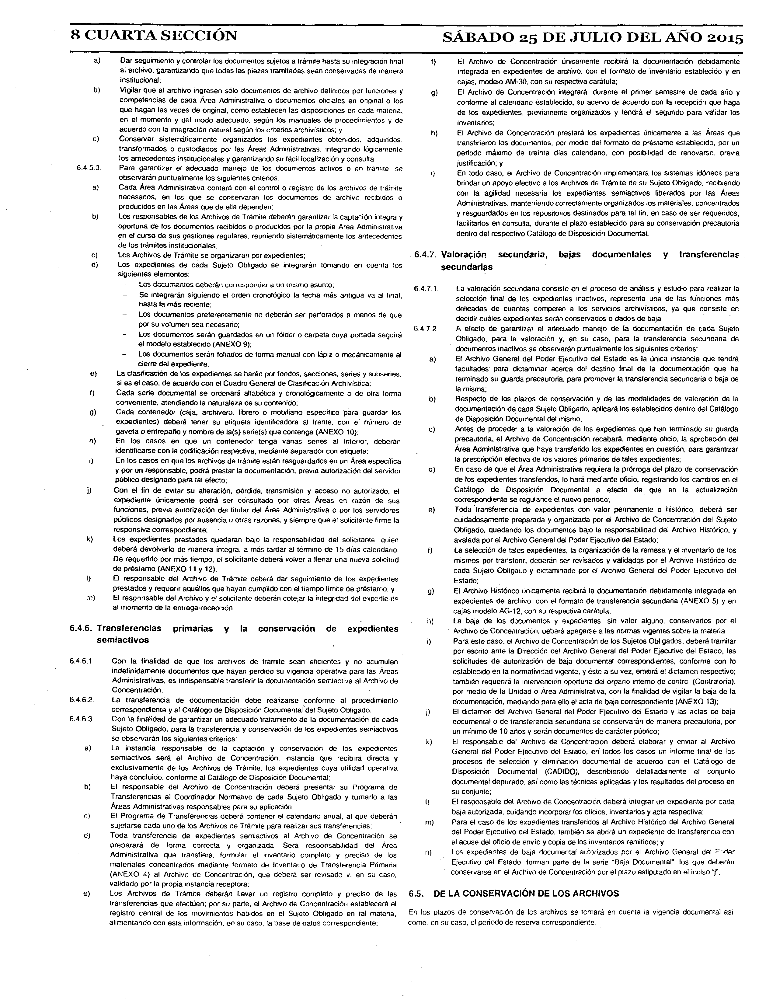 8 CUARTA SECCIÓN
SÁBADO 25 DE JULIO DEL AÑO 2015
a) Dar seguimiento y controlar los documentos sujetos a trámite hasta su integración final
al archivo, garantizando que todas las piezas tramitadas sean conservadas de manera
institucional;
b) Vigilar que al archivo ingresen sólo documentos de archivo definidos por funciones y
competencias de cada Área Administrativa o documentos oficiales en original o los
que hagan las veces de original, como establecen las disposiciones en cada materia,
en el momento y del modo adecuado, según los manuales de procedimientos y de
acuerdo con la integración natural según los criterios archivísticos; y
c) Conservar sistemáticamente organizados los expedientes obtenidos, adquiridos,
transformados o custodiados por las Áreas Administrativas, integrando lógicamente
los antecedentes institucionales y garantizando su fácil localización y consulta.
6.4.5.3. Para garantizar el adecuado manejo de los documentos activos o en trámite, se
observarán puntualmente los siguientes criterios:
a) Cada Área Administrativa contará con el control o registro de los archivos de trámite
necesarios, en los que se conservarán los documentos de archivo recibidos o
producidos en las Áreas que de ella dependen;
b) Los responsables de los Archivos de Trámite deberán garantizar la captación íntegra y
oportuna de los documentos recibidos o producidos por la propia Área Administrativa
en el curso de sus gestiones regulares, reuniendo sistemáticamente los antecedentes
de los trámites institucionales;
c) Los Archivos de Trámite se organizarán por expedientes;
d) Los expedientes de cada Sujeto Obligado se integrarán tomando en cuenta los
siguientes elementos:
– Los documentos deberán corresponder a un mismo asunto;
– Se integrarán siguiendo el orden cronológico la fecha más antigua va al final,
hasta la más reciente;
– Los documentos preferentemente no deberán ser perforados a menos de que
por su volumen sea necesario;
– Los documentos serán guardados en un fólder o carpeta cuya portada seguirá
el modelo establecido (ANEXO 9);
– Los documentos serán foliados de forma manual con lápiz o mecánicamente al
cierre del expediente.
e) La clasificación de los expedientes se harán por fondos, secciones, series y subseries,
si es el caso, de acuerdo con el Cuadro General de Clasificación Archivística;
f) Cada serie documental se ordenará alfabética y cronológicamente o de otra forma
conveniente, atendiendo la naturaleza de su contenido;
g) Cada contenedor (caja, archivero, librero o mobiliario específico para guardar los
expedientes) deberá tener su etiqueta identificadora al frente, con el número de
gaveta o entrepaño y nombre de la(s) serie(s) que contenga (ANEXO 10);
h) En los casos en que un contenedor tenga varias series al interior, deberán
identificarse con la codificación respectiva, mediante separador con etiqueta;
i) En los casos en que los archivos de trámite estén resguardados en un Área específica
y por un responsable, podrá prestar la documentación, previa autorización del servidor
público designado para tal efecto;
j) Con el fin de evitar su alteración, pérdida, transmisión y acceso no autorizado, el
expediente únicamente podrá ser consultado por otras Áreas en razón de sus
funciones, previa autorización del titular del Área Administrativa o por los servidores
públicos designados por ausencia u otras razones, y siempre que el solicitante firme la
responsiva correspondiente;
k) Los expedientes prestados quedarán bajo la responsabilidad del solicitante, quien
deberá devolverlo de manera íntegra, a más tardar al término de 15 días calendario.
De requerirlo por más tiempo, el solicitante deberá volver a llenar una nueva solicitud
de préstamo (ANEXO 11 y 12);
l) El responsable del Archivo de Trámite deberá dar seguimiento de los expedientes
prestados y requerir aquéllos que hayan cumplido con el tiempo límite de préstamo; y
m) El responsable del Archivo y el solicitante deberán cotejar la integridad del expediente
al momento de la entrega-recepción.
6.4.6. Transferencias primarias y la conservación de expedientes
semiactivos
6.4.6.1 Con la finalidad de que los archivos de trámite sean eficientes y no acumulen
indefinidamente documentos que hayan perdido su vigencia operativa para las Áreas
Administrativas, es indispensable transferir la documentación semiactiva al Archivo de
Concentración.
6.4.6.2. La transferencia de documentación debe realizarse conforme al procedimiento
correspondiente y al Catálogo de Disposición Documental del Sujeto Obligado.
6.4.6.3. Con la finalidad de garantizar un adecuado tratamiento de la documentación de cada
Sujeto Obligado, para la transferencia y conservación de los expedientes semiactivos
se observarán los siguientes criterios:
a) La instancia responsable de la captación y conservación de los expedientes
semiactivos será el Archivo de Concentración, instancia que recibirá directa y
exclusivamente de los Archivos de Trámite, los expedientes cuya utilidad operativa
haya concluido, conforme al Catálogo de Disposición Documental;
b) El responsable del Archivo de Concentración deberá presentar su Programa de
Transferencias al Coordinador Normativo de cada Sujeto Obligado y turnarlo a las
Áreas Administrativas responsables para su aplicación;
c) El Programa de Transferencias deberá contener el calendario anual, al que deberán
sujetarse cada uno de los Archivos de Trámite para realizar sus transferencias;
d) Toda transferencia de expedientes semiactivos al Archivo de Concentración se
preparará de forma correcta y organizada. Será responsabilidad del Área
Administrativa que transfiera, formular el inventario completo y preciso de los
materiales concentrados mediante formato de Inventario de Transferencia Primaria
(ANEXO 4) al Archivo de Concentración, que deberá ser revisado y, en su caso,
validado por la propia instancia receptora;
e) Los Archivos de Trámite deberán llevar un registro completo y preciso de las
transferencias que efectúen; por su parte, el Archivo de Concentración establecerá el
registro central de los movimientos habidos en el Sujeto Obligado en tal materia,
alimentando con esta información, en su caso, la base de datos correspondiente;
f) El Archivo de Concentración únicamente recibirá la documentación debidamente
integrada en expedientes de archivo, con el formato de inventario establecido y en
cajas, modelo AM-30, con su respectiva carátula;
g) El Archivo de Concentración integrará, durante el primer semestre de cada año y
conforme al calendario establecido, su acervo de acuerdo con la recepción que haga
de los expedientes, previamente organizados y tendrá el segundo para validar los
inventarios;
h) El Archivo de Concentración prestará los expedientes únicamente a las Áreas que
transfirieron los documentos, por medio del formato de préstamo establecido, por un
periodo máximo de treinta días calendario, con posibilidad de renovarse, previa
justificación; y
i) En todo caso, el Archivo de Concentración implementará los sistemas idóneos para
brindar un apoyo efectivo a los Archivos de Trámite de su Sujeto Obligado, recibiendo
con la agilidad necesaria los expedientes semiactivos liberados por las Áreas
Administrativas, manteniendo correctamente organizados los materiales, concentrados
y resguardados en los repositorios destinados para tal fin, en caso de ser requeridos,
facilitarlos en consulta, durante el plazo establecido para su conservación precautoria
dentro del respectivo Catálogo de Disposición Documental.
6.4.7. Valoración secundaria, bajas documentales y transferencias
secundarias
6.4.7.1. La valoración secundaria consiste en el proceso de análisis y estudio para realizar la
selección final de los expedientes inactivos, representa una de las funciones más
delicadas de cuantas competen a los servicios archivísticos, ya que consiste en
decidir cuáles expedientes serán conservados o dados de baja.
6.4.7.2. A efecto de garantizar el adecuado manejo de la documentación de cada Sujeto
Obligado, para la valoración y, en su caso, para la transferencia secundaria de
documentos inactivos se observarán puntualmente los siguientes criterios:
a) El Archivo General del Poder Ejecutivo del Estado es la única instancia que tendrá
facultades para dictaminar acerca del destino final de la documentación que ha
terminado su guarda precautoria, para promover la transferencia secundaria o baja de
la misma;
b) Respecto de los plazos de conservación y de las modalidades de valoración de la
documentación de cada Sujeto Obligado, aplicará los establecidos dentro del Catálogo
de Disposición Documental del mismo;
c) Antes de proceder a la valoración de los expedientes que han terminado su guarda
precautoria, el Archivo de Concentración recabará, mediante oficio, la aprobación del
Área Administrativa que haya transferido los expedientes en cuestión, para garantizar
la prescripción efectiva de los valores primarios de tales expedientes;
d) En caso de que el Área Administrativa requiera la prórroga del plazo de conservación
de los expedientes transferidos, lo hará mediante oficio, registrando los cambios en el
Catálogo de Disposición Documental a efecto de que en la actualización
correspondiente se regularice el nuevo periodo;
e) Toda transferencia de expedientes con valor permanente o histórico, deberá ser
cuidadosamente preparada y organizada por el Archivo de Concentración del Sujeto
Obligado, quedando los documentos bajo la responsabilidad del Archivo Histórico, y
avalada por el Archivo General del Poder Ejecutivo del Estado;
f) La selección de tales expedientes, la organización de la remesa y el inventario de los
mismos por transferir, deberán ser revisados y validados por el Archivo Histórico de
cada Sujeto Obligado y dictaminado por el Archivo General del Poder Ejecutivo del
Estado;
g) El Archivo Histórico únicamente recibirá la documentación debidamente integrada en
expedientes de archivo, con el formato de transferencia secundaria (ANEXO 5) y en
cajas modelo AG-12, con su respectiva carátula;
h) La baja de los documentos y expedientes, sin valor alguno, conservados por el
Archivo de Concentración, deberá apegarse a las normas vigentes sobre la materia.
i) Para este caso, el Archivo de Concentración de los Sujetos Obligados, deberá tramitar
por escrito ante la Dirección del Archivo General del Poder Ejecutivo del Estado, las
solicitudes de autorización de baja documental correspondientes, conforme con lo
establecido en la normatividad vigente, y éste a su vez, emitirá el dictamen respectivo;
también requerirá la intervención oportuna del órgano interno de control (Contraloría),
por medio de la Unidad o Área Administrativa, con la finalidad de vigilar la baja de la
documentación, mediando para ello el acta de baja correspondiente (ANEXO 13);
j) El dictamen del Archivo General del Poder Ejecutivo del Estado y las actas de baja
documental o de transferencia secundaria se conservarán de manera precautoria, por
un mínimo de 10 años y serán documentos de carácter público;
k) El responsable del Archivo de Concentración deberá elaborar y enviar al Archivo
General del Poder Ejecutivo del Estado, en todos los casos un informe final de los
procesos de selección y eliminación documental de acuerdo con el Catálogo de
Disposición Documental (CADIDO), describiendo detalladamente el conjunto
documental depurado, así como las técnicas aplicadas y los resultados del proceso en
su conjunto;
l) El responsable del Archivo de Concentración deberá integrar un expediente por cada
baja autorizada, cuidando incorporar los oficios, inventarios y acta respectiva;
m) Para el caso de los expedientes transferidos al Archivo Histórico del Archivo General
del Poder Ejecutivo del Estado, también se abrirá un expediente de transferencia con
el acuse del oficio de envío y copia de los inventarios remitidos; y
n) Los expedientes de baja documental autorizados por el Archivo General del Poder
Ejecutivo del Estado, forman parte de la serie "Baja Documental", los que deberán
conservarse en el Archivo de Concentración por el plazo estipulado en el inciso "j".
6.5. DE LA CONSERVACIÓN DE LOS ARCHIVOS
En los plazos de conservación de los archivos se tomará en cuenta la vigencia documental así
como, en su caso, el periodo de reserva correspondiente.